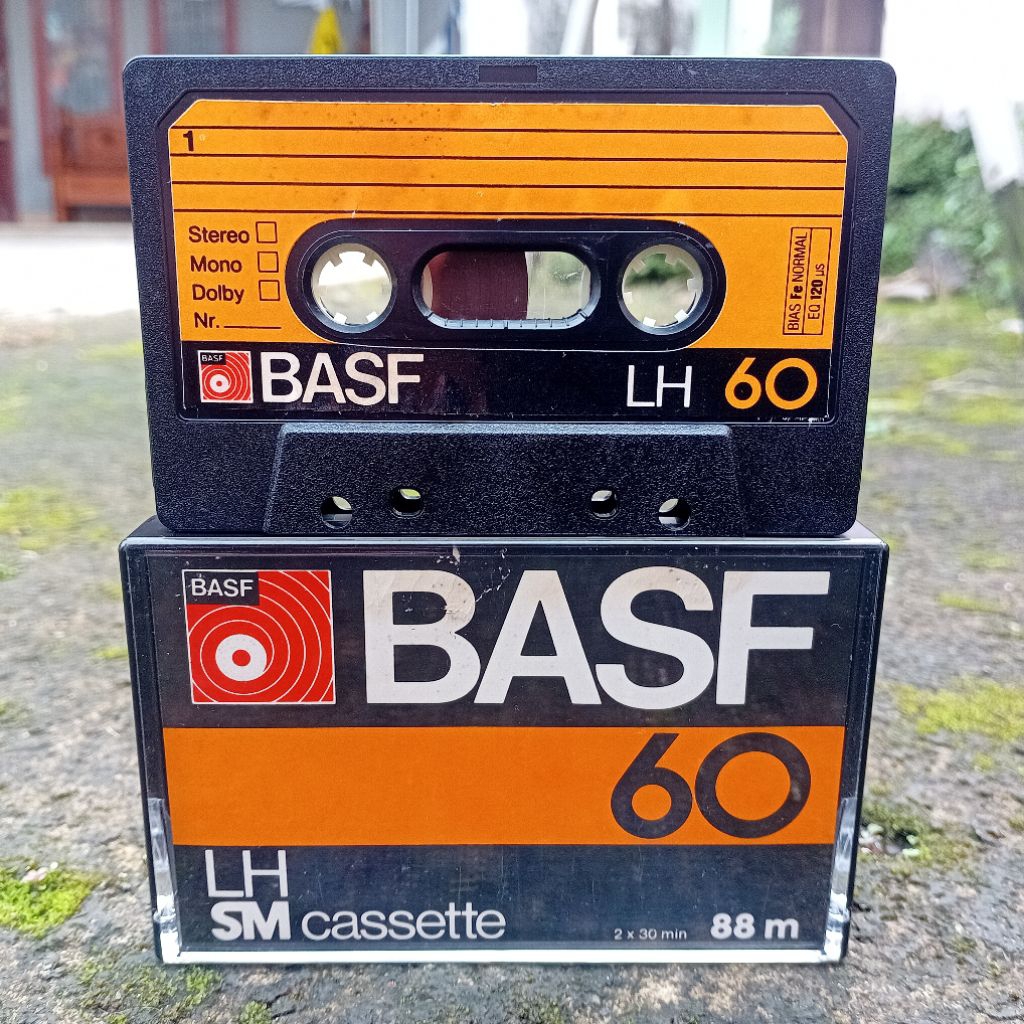 1
Stereo
Mono
Dolby
Nr.
BIAS Fe NORMAL
EQ 120 µs
BASF
BASF
LH 60
BASF
BASF
60
LH
SM cassette
2 x 30 min 88 m